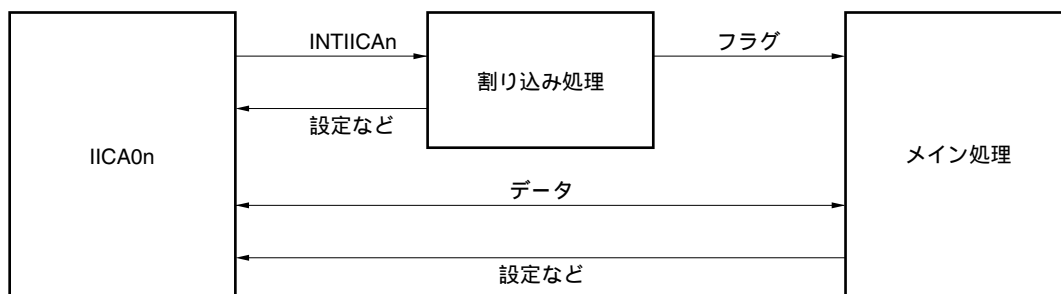 INTIICAn
フラグ
割り込み処理
設定など
IICA0n
メイン処理
データ
設定など